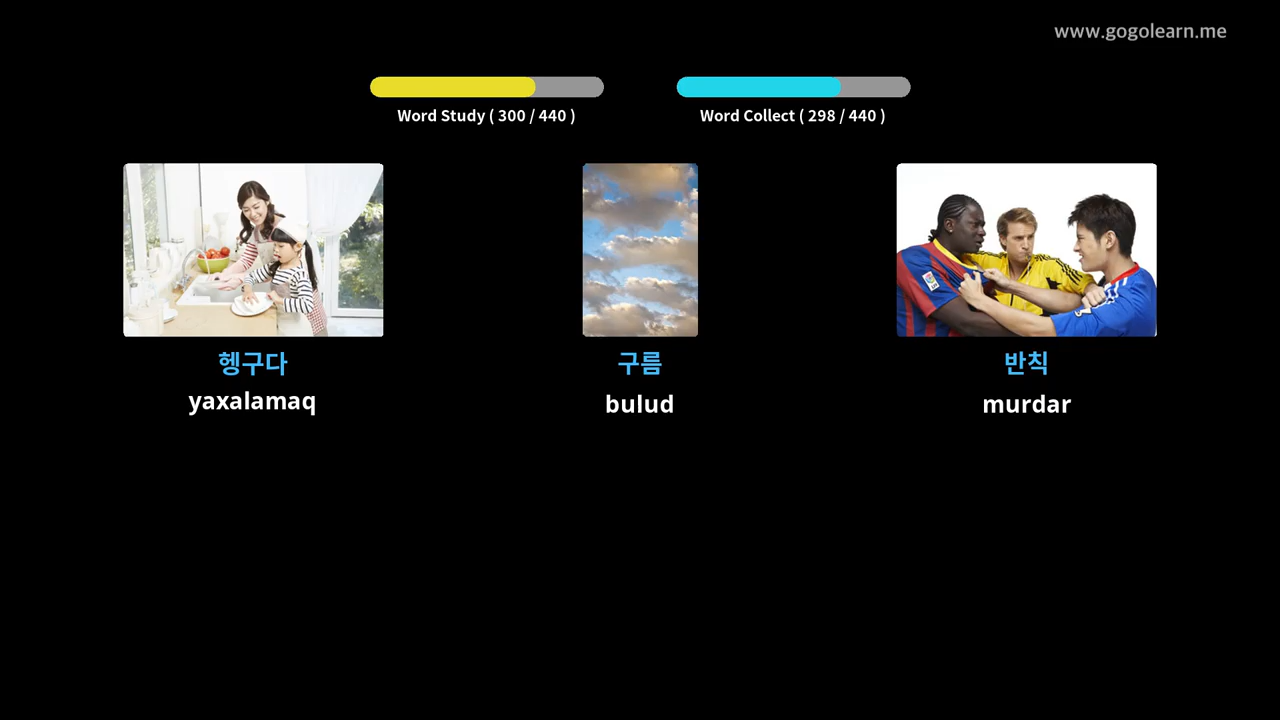 www.gogolearn.me
Word Study ( 300 / 440 )
Word Collect ( 298 / 440 )
헹구다
구름
반칙
yaxalamaq
bulud
murdar